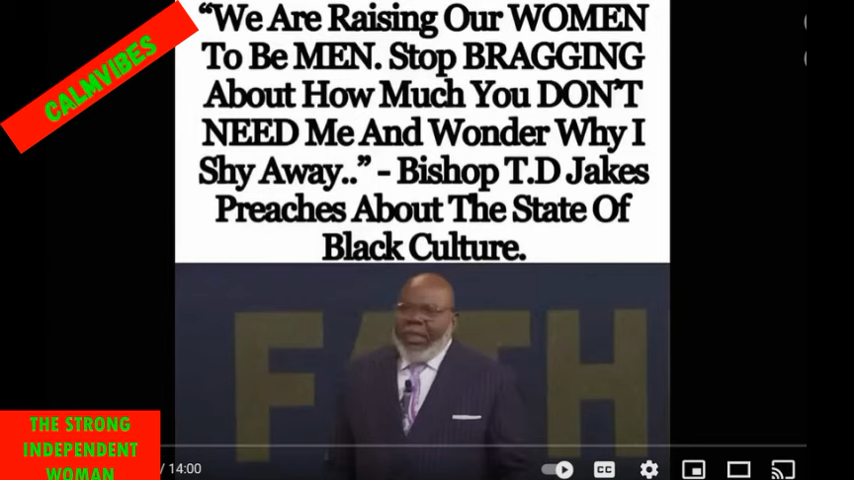 CALMVIBES
“We Are Raising Our WOMEN
To Be MEN. Stop BRAGGING
About How Much You DON’T
NEED Me And Wonder Why I
Shy Away..” - Bishop T.D Jakes
Preaches About The State Of
Black Culture.
THE STRONG
INDEPENDENT
WOMAN
/ 14:00
CC